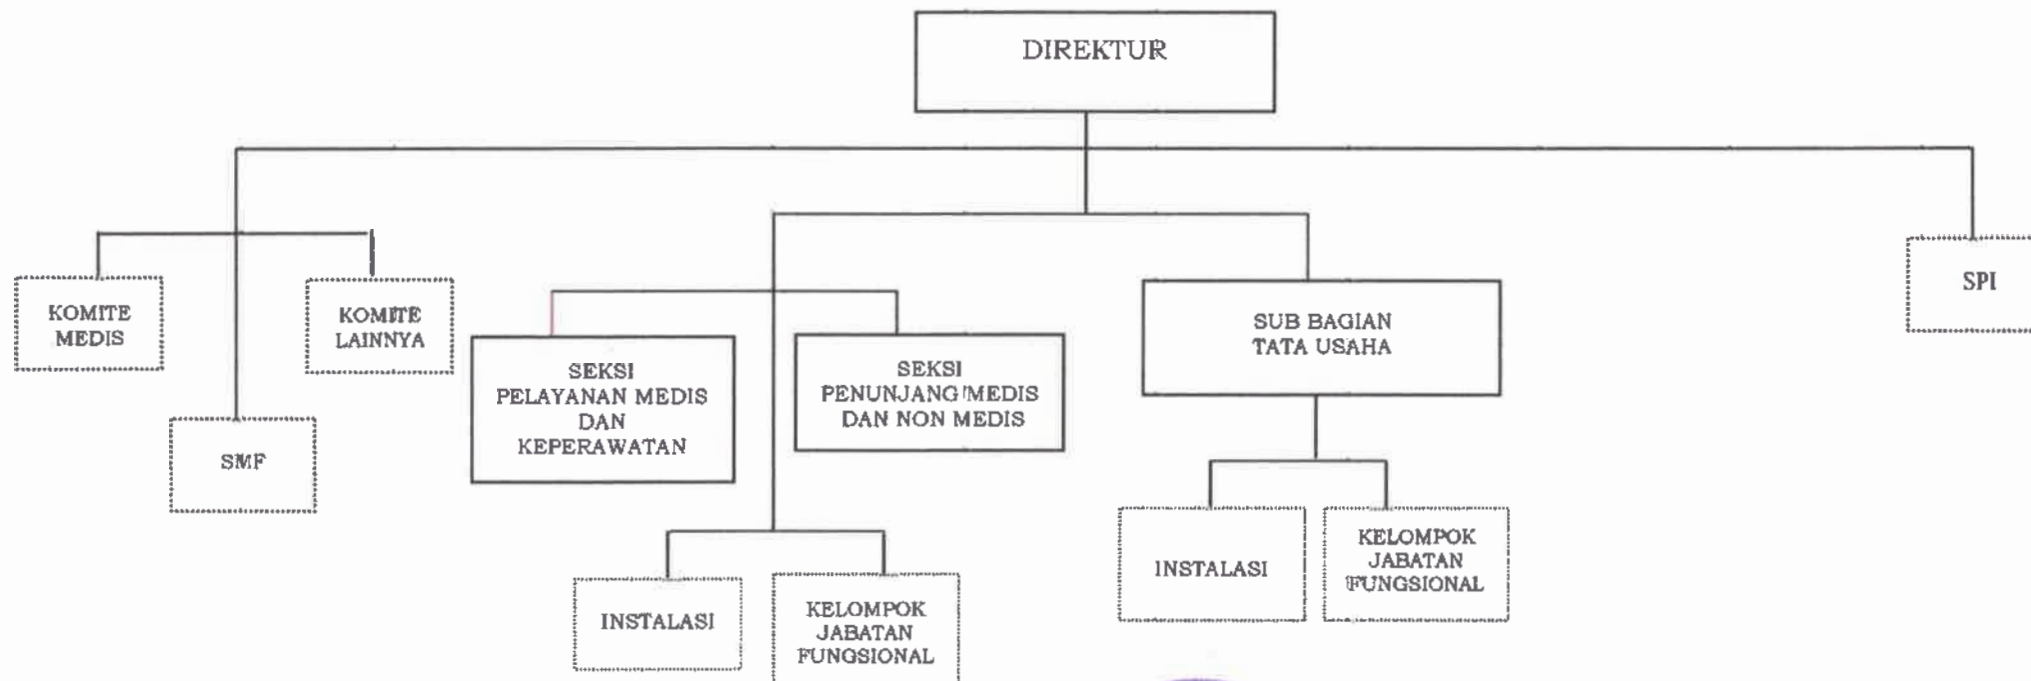 DIREKTUR
KOMITE
MEDIS
KOMITE
LAINNYA
SMF
SEKSI
PELAYANAN MEDIS
DAN
KEPERAWATAN
SEKSI
PENUNJANG MEDIS
DAN NON MEDIS
SUB BAGIAN
TATA USAHA
SPI
INSTALASI
KELOMPOK
JABATAN
FUNGSIONAL
INSTALASI
KELOMPOK
JABATAN
FUNGSIONAL